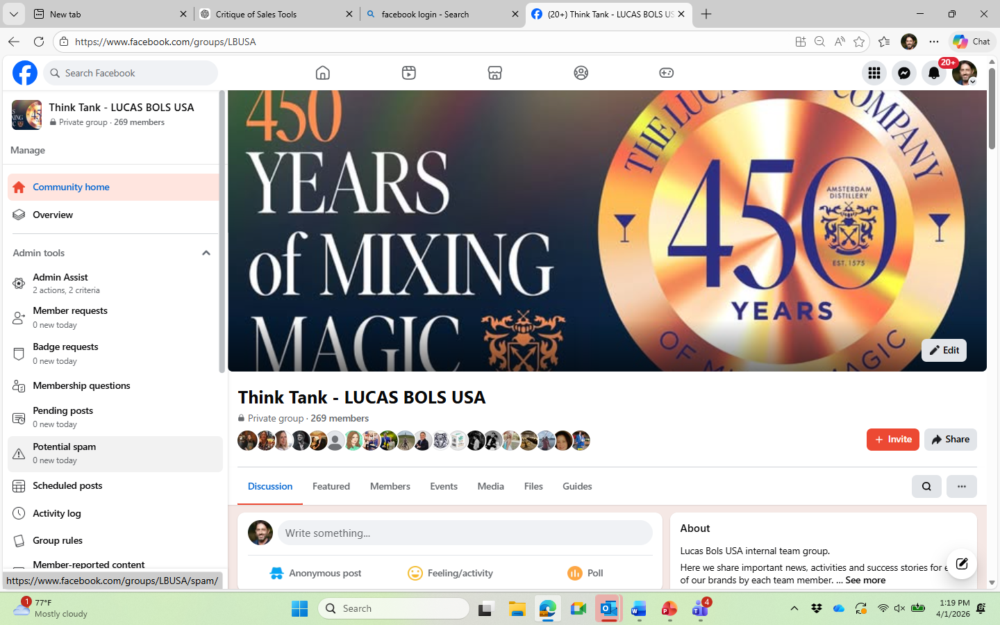 New tab
Critique of Sales Tools
facebook login - Search
(20+) Think Tank - LUCAS BOLS US
https://www.facebook.com/groups/LBUSA
Chat
Search Facebook
20+
Think Tank - LUCAS BOLS USA
Private group · 269 members
Manage
Community home
Overview
Admin tools
Admin Assist
2 actions, 2 criteria
Member requests
0 new today
Badge requests
0 new today
Membership questions
Pending posts
0 new today
Potential spam
0 new today
Scheduled posts
Activity log
Group rules
Member-reported content
https://www.facebook.com/groups/LBUSA/spam/
450
YEARS
of MIXING
MAGIC
THE LUCAS
COMPANY
450
AMSTERDAM
DISTILLERY
EST. 1575
YEARS
OF MIXING MAGIC
Edit
Think Tank - LUCAS BOLS USA
Private group · 269 members
Invite
Share
Discussion
Featured
Members
Events
Media
Files
Guides
Write something...
Anonymous post
Feeling/activity
Poll
About
Lucas Bols USA internal team group.
Here we share important news, activities and success stories for e
of our brands by each team member. ... See more
1
77°F
Mostly cloudy
Search
4
1:19 PM
4/1/2026